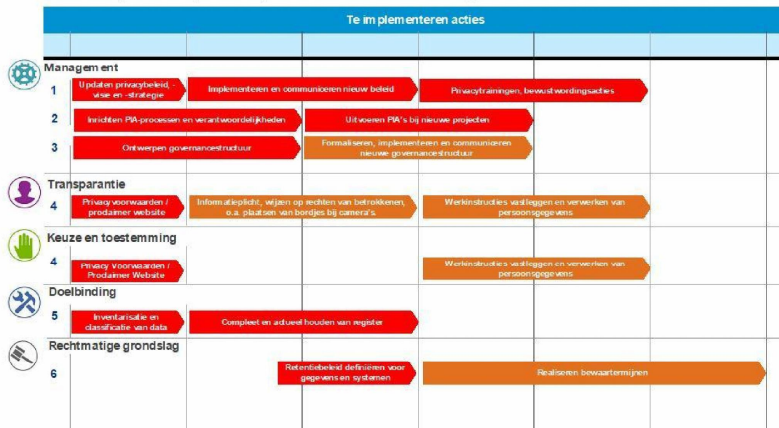 Te implementeren acties
Management
1
Updaten privacybeleid, -
visie en -strategie
Implementeren en communiceren nieuw beleid
Privacytrainingen, bewustwordingsacties
2
Inrichten PIA-processen en verantwoordelijkheden
Uitvoeren PIA's bij nieuwe projecten
3
Ontwerpen governancestructuur
Formaliseren, implementeren en communiceren
nieuwe governancestructuur
Transparantie
4
Privacy voorwaarden /
prodaimer website
Informatieplicht, wijzen op rechten van betrokkenen,
o.a. plaatsen van bordjes bij camera's.
Werkinstructies vastleggen en verwerken van
persoonsgegevens
Keuze en toestemming
4
Privacy Voorwaarden /
Prodaimer Website
Werkinstructies vastleggen en verwerken van
persoonsgegevens
Doelbinding
5
Inventarisatie en
classificatie van data
Compleet en actueel houden van register
Rechtmatige grondslag
6
Retentiebeleid definiëren voor
gegevens en systemen
Realiseren bewaartermijnen